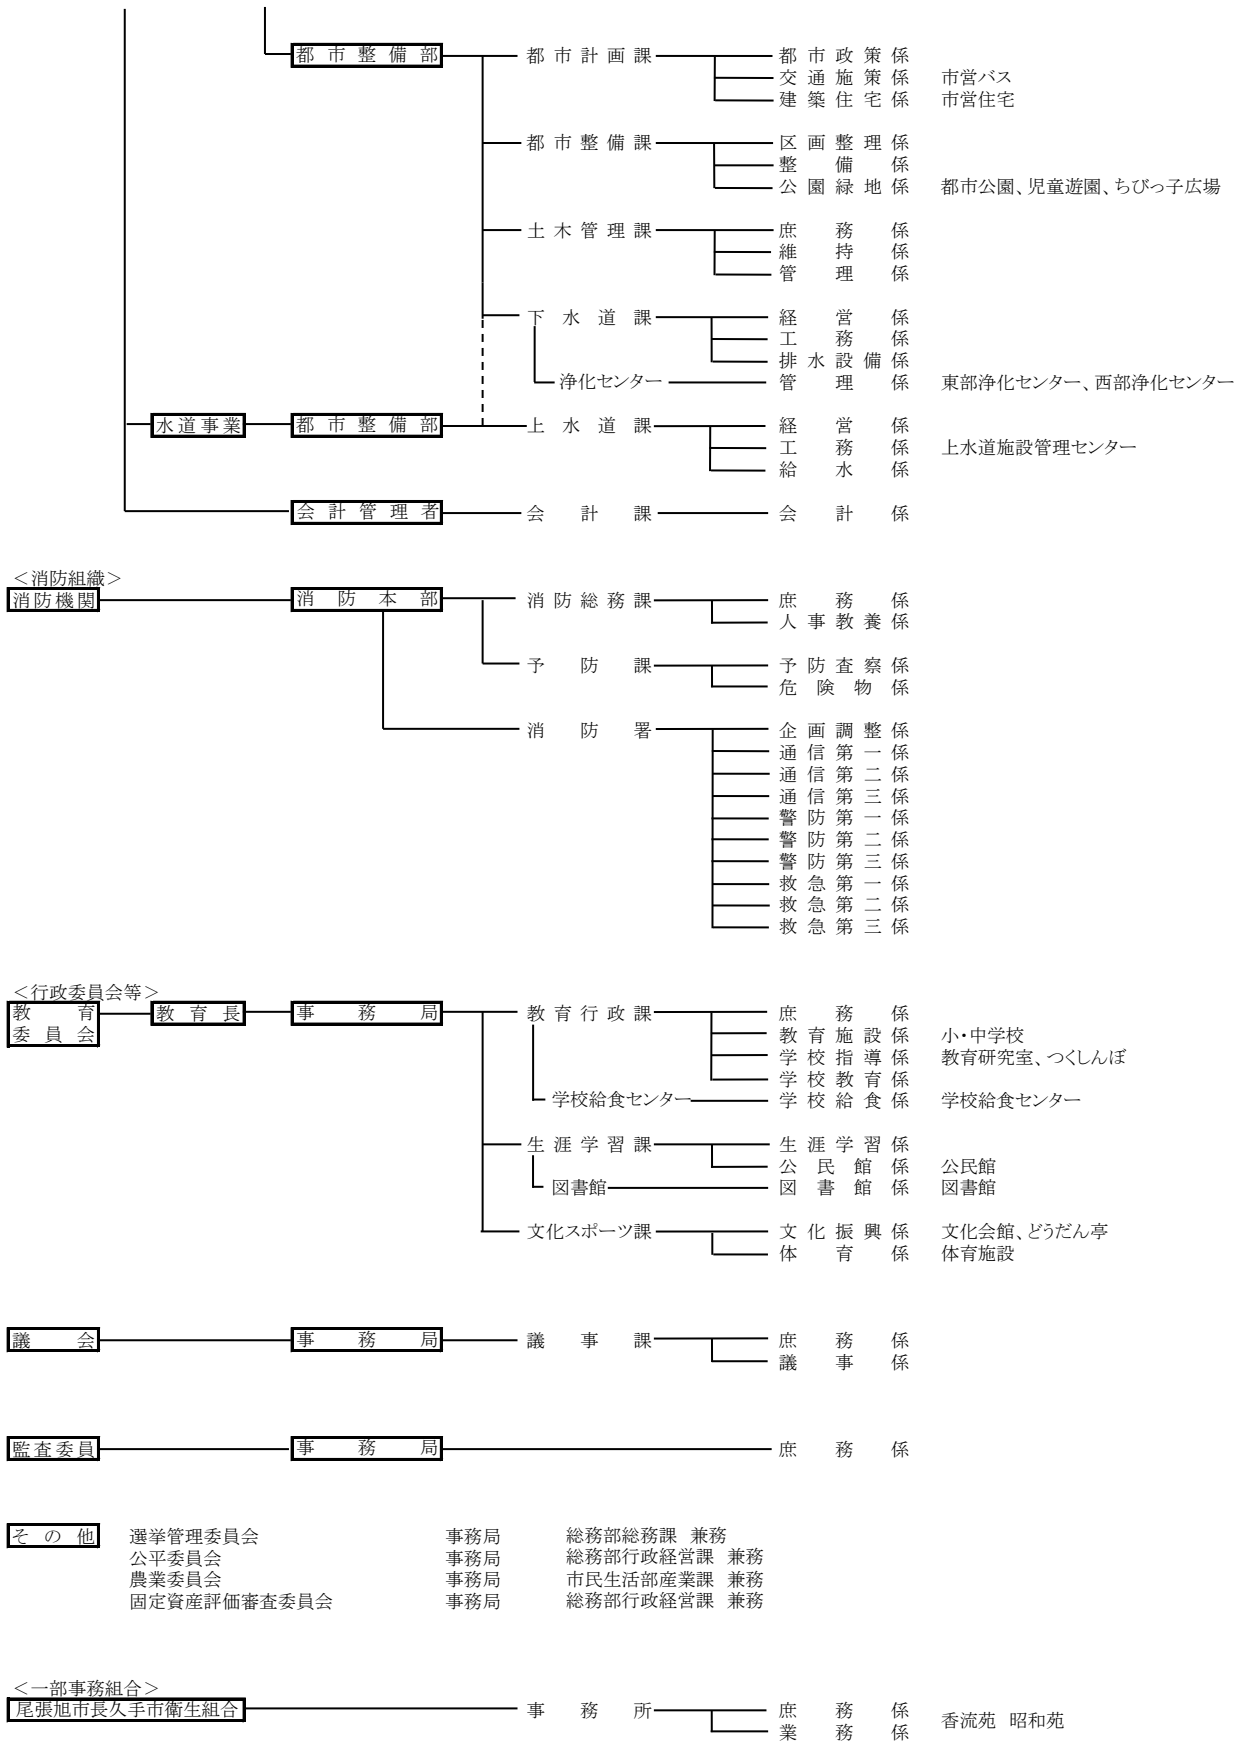 都市整備部 都市計画課 都市政策係
交通施策係 市営バス
建築住宅係 市営住宅
都市整備課 区画整理係
整備係
公園緑地係 都市公園、児童遊園、ちびっ子広場
土木管理課 庶務係
維持係
管理係
下水道課 経営係
工務係
排水設備係
浄化センター 管理係 東部浄化センター、西部浄化センター
水道事業 都市整備部 上水道課 経営係
工務係 上水道施設管理センター
給水係
会計管理者 会計課 会計係
＜消防組織＞
消防機関 消防本部 消防総務課 庶務係
人事教養係
予防課 予防査察係
危険物係
消防署 企画調整係
通信第一係
通信第二係
通信第三係
警防第一係
警防第二係
警防第三係
救急第一係
救急第二係
救急第三係
＜行政委員会等＞
教育 教育長 事務局 教育行政課 庶務係
委員会 教育施設係 小・中学校
学校指導係 教育研究室、つくしんぼ
学校教育係
学校給食センター 学校給食係 学校給食センター
生涯学習課 生涯学習係
公民館係 公民館
図書館 図書館係 図書館
文化スポーツ課 文化振興係 文化会館、どうだん亭
体育係 体育施設
議会 事務局 議事課 庶務係
議事係
監査委員 事務局 庶務係
その他 選挙管理委員会 事務局 総務部総務課 兼務
公平委員会 事務局 総務部行政経営課 兼務
農業委員会 事務局 市民生活部産業課 兼務
固定資産評価審査委員会 事務局 総務部行政経営課 兼務
＜一部事務組合＞
尾張旭市長久手市衛生組合 事務所 庶務係
業務係 香流苑 昭和苑